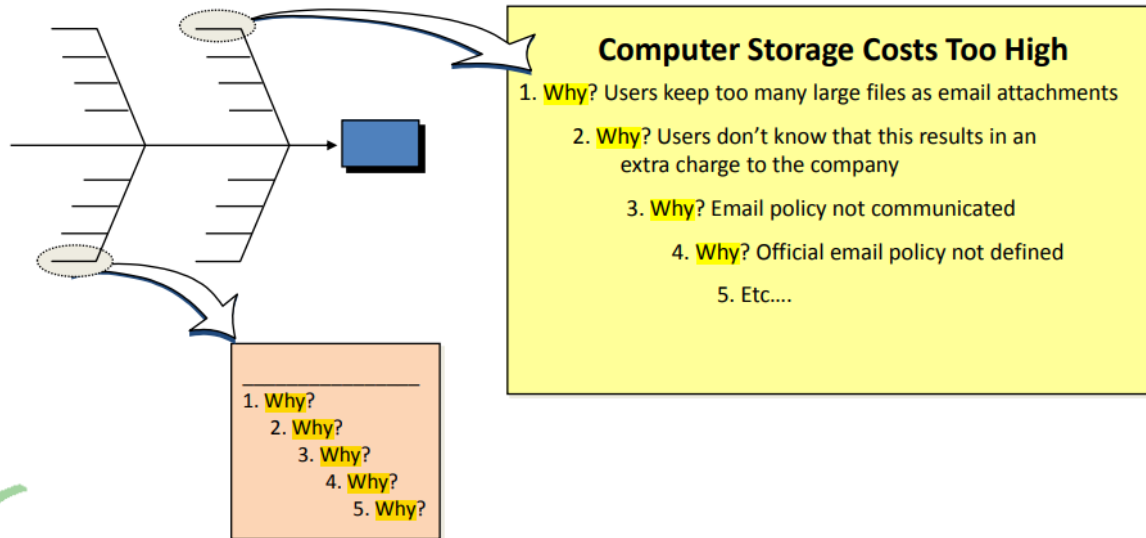 Computer Storage Costs Too High
1. Why? Users keep too many large files as email attachments
2. Why? Users don’t know that this results in an
extra charge to the company
3. Why? Email policy not communicated
4. Why? Official email policy not defined
5. Etc....
1. Why?
2. Why?
3. Why?
4. Why?
5. Why?